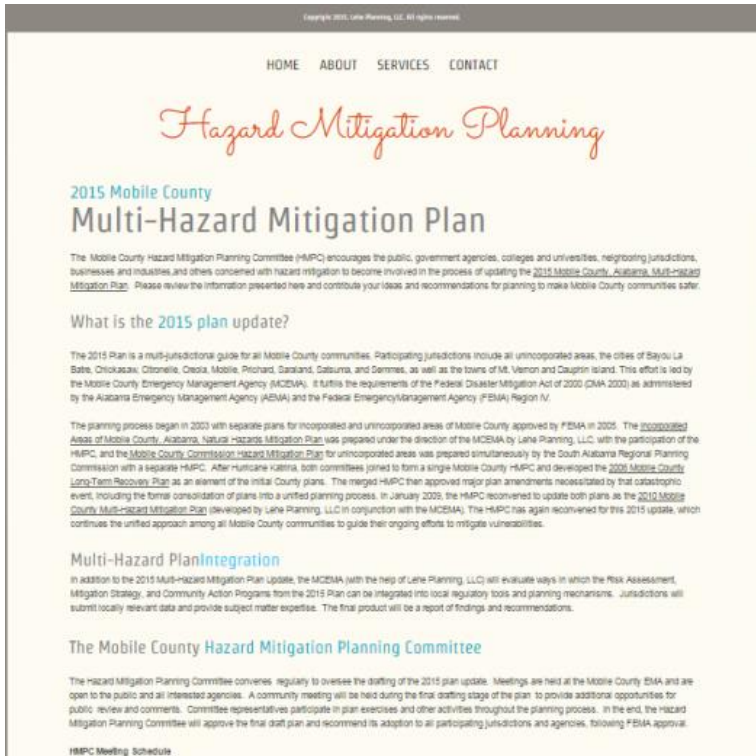 Copyright 2015, Lehe Planning, LLC. All rights reserved.
HOME ABOUT SERVICES CONTACT
Hazard Mitigation Planning
2015 Mobile County
Multi-Hazard Mitigation Plan
The Mobile County Hazard Mitigation Planning Committee (HMPC) encourages the public, government agencies, colleges and universities, neighboring jurisdictions,
businesses and industries,and others concerned with hazard mitigation to become involved in the process of updating the 2015 Mobile County, Alabama, Multi-Hazard
Mitigation Plan. Please review the information presented here and contribute your ideas and recommendations for planning to make Mobile County communities safer.
What is the 2015 plan update?
The 2015 Plan is a multi-jurisdictional guide for all Mobile County communities. Participating jurisdictions include all unincorporated areas, the cities of Bayou La
Batre, Chickasaw, Citronelle, Creola, Mobile, Prichard, Saraland, Satsuma, and Semmes, as well as the towns of Mt. Vernon and Dauphin Island. This effort is led by
the Mobile County Emergency Management Agency (MCEMA). It fulfills the requirements of the Federal Disaster Mitigation Act of 2000 (DMA 2000) as administered
by the Alabama Emergency Management Agency (AEMA) and the Federal EmergencyManagement Agency (FEMA) Region IV.
The planning process began in 2003 with separate plans for incorporated and unincorporated areas of Mobile County approved by FEMA in 2005. The Incorporated
Areas of Mobile County, Alabama, Natural Hazards Mitigation Plan was prepared under the direction of the MCEMA by Lehe Planning, LLC, with the participation of the
HMPC, and the Mobile County Commission Hazard Mitigation Plan for unincorporated areas was prepared simultaneously by the South Alabama Regional Planning
Commission with a separate HMPC. After Hurricane Katrina, both committees joined to form a single Mobile County HMPC and developed the 2006 Mobile County
Long-Term Recovery Plan as an element of the initial County plans. The merged HMPC then approved major plan amendments necessitated by that catastrophic
event, including the formal consolidation of plans into a unified planning process. In January 2009, the HMPC reconvened to update both plans as the 2010 Mobile
County Multi-Hazard Mitigation Plan (developed by Lehe Planning, LLC in conjunction with the MCEMA). The HMPC has again reconvened for this 2015 update, which
continues the unified approach among all Mobile County communities to guide their ongoing efforts to mitigate vulnerabilities.
Multi-Hazard PlanIntegration
In addition to the 2015 Multi-Hazard Mitigation Plan Update, the MCEMA (with the help of Lehe Planning, LLC) will evaluate ways in which the Risk Assessment,
Mitigation Strategy, and Community Action Programs from the 2015 Plan can be integrated into local regulatory tools and planning mechanisms. Jurisdictions will
submit locally relevant data and provide subject matter expertise. The final product will be a report of findings and recommendations.
The Mobile County Hazard Mitigation Planning Committee
The Hazard Mitigation Planning Committee convenes regularly to oversee the drafting of the 2015 plan update. Meetings are held at the Mobile County EMA and are
open to the public and all interested agencies. A community meeting will be held during the final drafting stage of the plan to provide additional opportunities for
public review and comments. Committee representatives participate in plan exercises and other activities throughout the planning process. In the end, the Hazard
Mitigation Planning Committee will approve the final draft plan and recommend its adoption to all participating jurisdictions and agencies, following FEMA approval.
HMPC Meeting Schedule